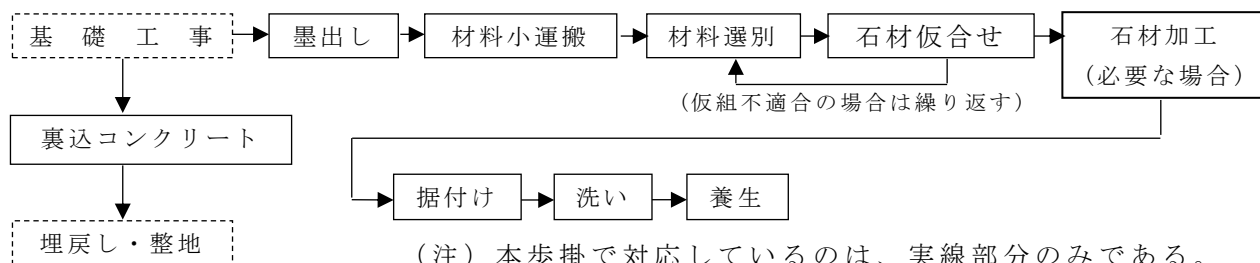 基礎工事
墨出し
材料小運搬
材料選別
石材仮合せ
石材加工
(必要な場合)
(仮組不適合の場合は繰り返す)
裏込コンクリート
据付け
洗い
養生
埋戻し・整地
(注)本歩掛で対応しているのは、実線部分のみである。